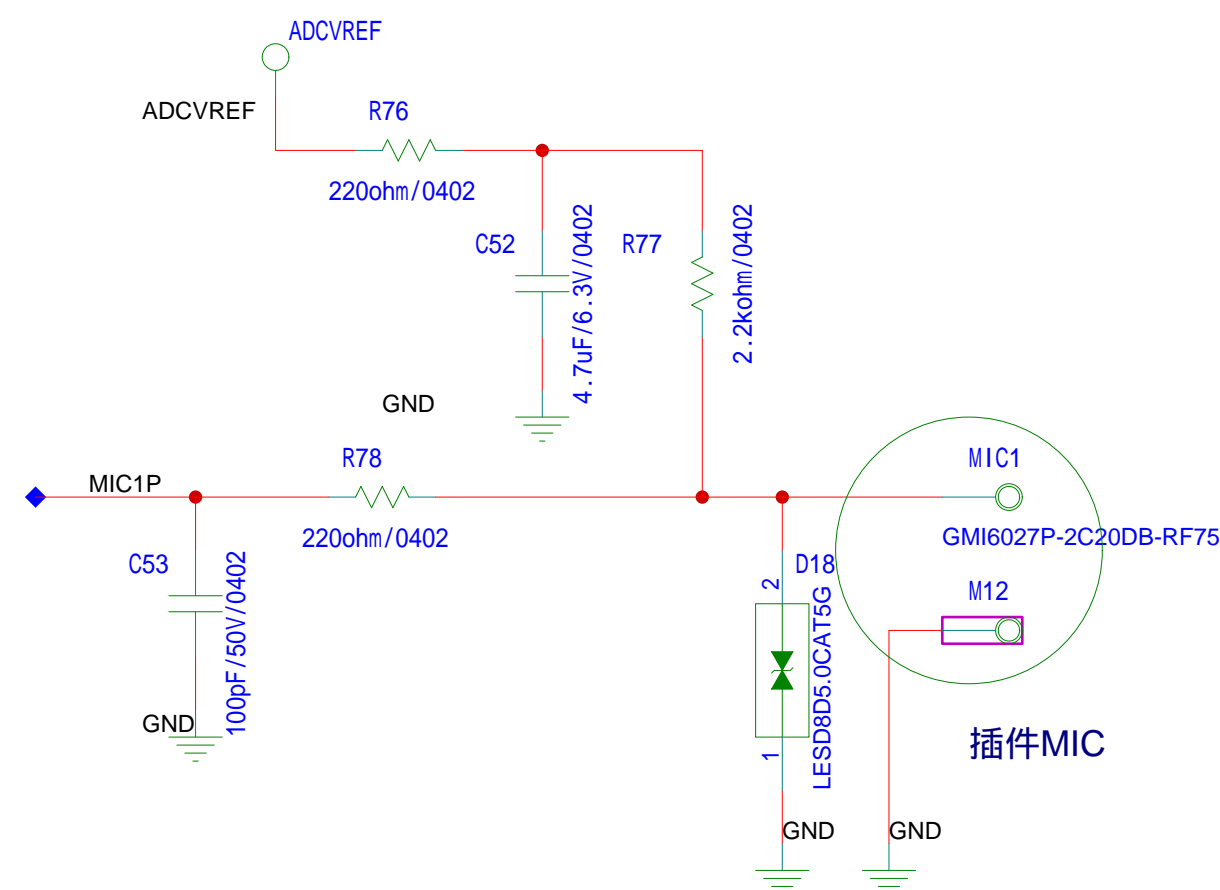 ADCVREF
ADCVREF
R76
220ohm/0402
C52
4.7uF/6.3V/0402
R77
2.2kohm/0402
GND
MIC1P
R78
220ohm/0402
C53
100pF/50V/0402
GND
MIC1
GMI6027P-2C20DB-RF75
D18
2
1
LESD8D5.0CAT5G
M12
插件MIC
GND
GND